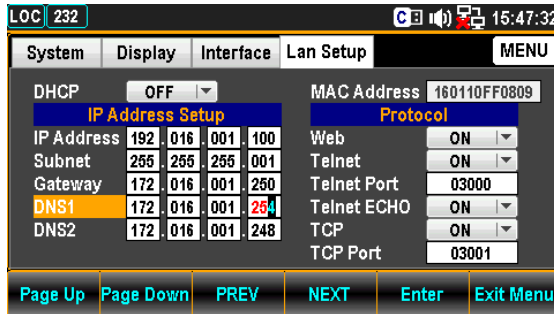 LOC 232 C 15:47:32
System Display Interface Lan Setup MENU
DHCP OFF MAC Address 160110FF0809
IP Address Setup Protocol
IP Address 192 . 016 . 001 . 100 Web ON
Subnet 255 . 255 . 255 . 001 Telnet ON
Gateway 172 . 016 . 001 . 250 Telnet Port 03000
DNS1 172 . 016 . 001 . 254 Telnet ECHO ON
DNS2 172 . 016 . 001 . 248 TCP ON
TCP Port 03001
Page Up Page Down PREV NEXT Enter Exit Menu